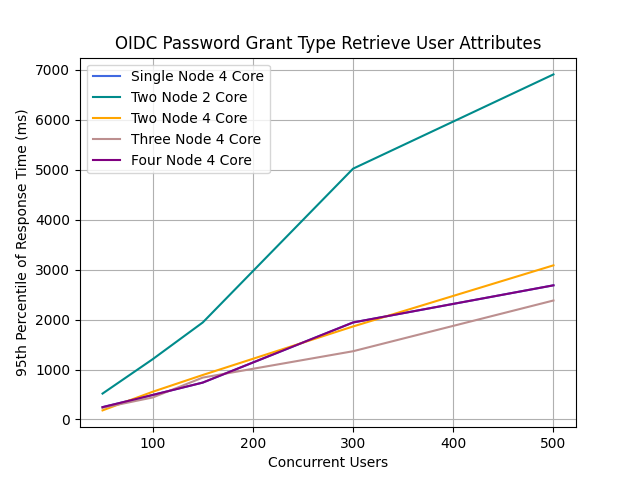 OIDC Password Grant Type Retrieve User Attributes
95th Percentile of Response Time (ms)
7000
6000
5000
4000
3000
2000
1000
0
Single Node 4 Core
Two Node 2 Core
Two Node 4 Core
Three Node 4 Core
Four Node 4 Core
100 200 300 400 500
Concurrent Users